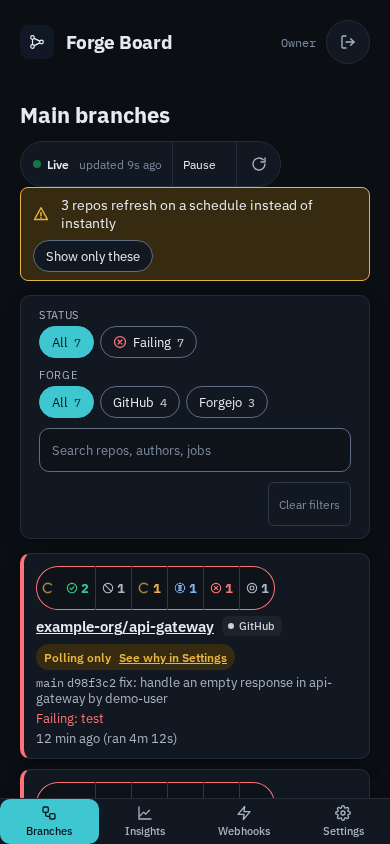 Forge Board
Owner
Main branches
Live updated 9s ago Pause
3 repos refresh on a schedule instead of
instantly
Show only these
STATUS
All 7 Failing 7
FORGE
All 7 GitHub 4 Forgejo 3
Search repos, authors, jobs
Clear filters
2 1 1 1 1 1
example-org/api-gateway GitHub
Polling only See why in Settings
main d98f3c2 fix: handle an empty response in api-
gateway by demo-user
Failing: test
12 min ago (ran 4m 12s)
Branches Insights Webhooks Settings